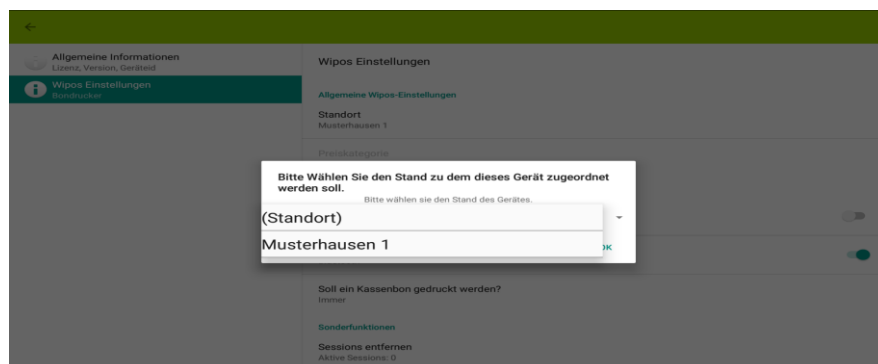 Allgemeine Informationen
Lizenz, Version, Geräteid
Wipos Einstellungen
Bondrucker
Wipos Einstellungen
Allgemeine Wipos-Einstellungen
Standort
Musterhausen 1
Preiskategorie
Bitte Wählen Sie den Stand zu dem dieses Gerät zugeordnet
werden soll.
Bitte wählen sie den Stand des Gerätes.
(Standort)
Musterhausen 1
Soll ein Kassenbon gedruckt werden?
Immer
Sonderfunktionen
Sessions entfernen
Aktive Sessions: 0